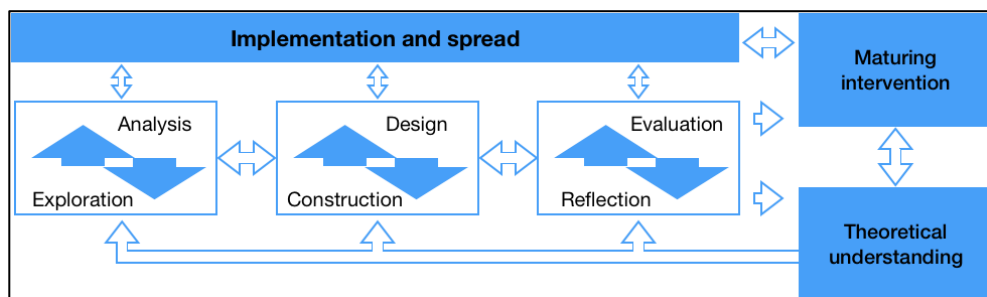 Implementation and spread
Maturing
intervention
Analysis
Exploration
Design
Construction
Evaluation
Reflection
Theoretical
understanding